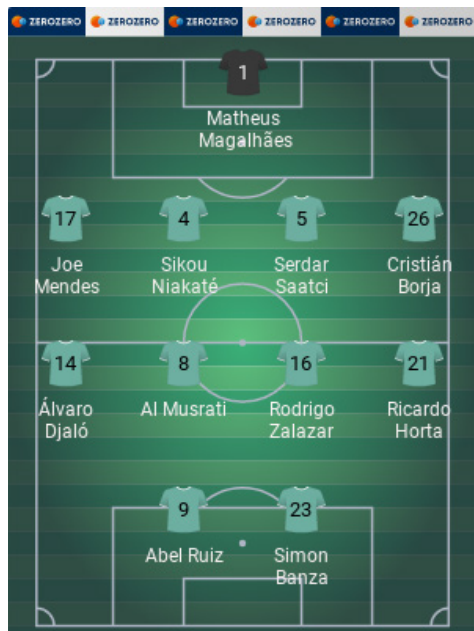 ZEROZERO ZEROZERO ZEROZERO ZEROZERO ZEROZERO ZEROZERO
1
Matheus
Magalhães
17 4 5 26
Joe Sikou Serdar Cristián
Mendes Niakaté Saatci Borja
14 8 16 21
Álvaro Al Musrati Rodrigo Ricardo
Djaló Zalazar Horta
9 23
Abel Ruiz Simon
Banza